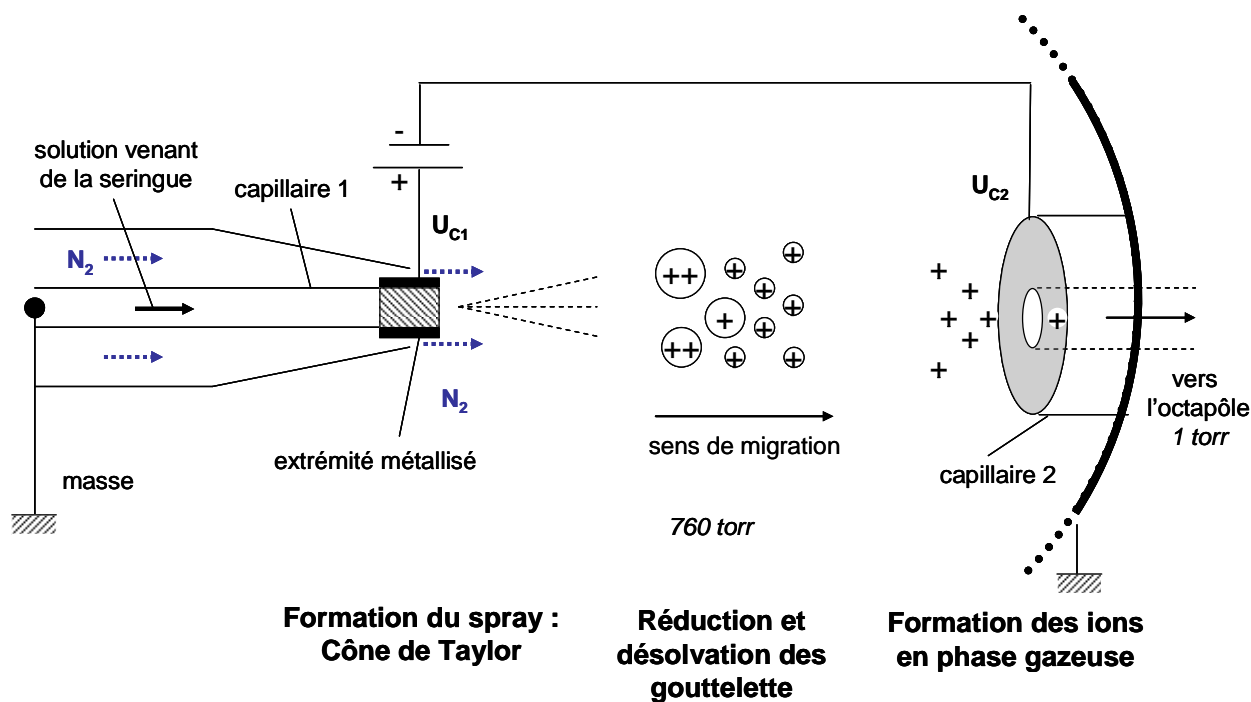 -
+
solution venant
de la seringue
capillaire 1
U_C1
U_C2
N2
++
+
+
+
+
+
+
++
+
+
+
+
+
+
+
+
+
+
N2
extrémité métallisé
masse
sens de migration
760 torr
capillaire 2
vers
l'octapôle
1 torr
Formation du spray :
Cône de Taylor
Réduction et
désolvation des
gouttelette
Formation des ions
en phase gazeuse